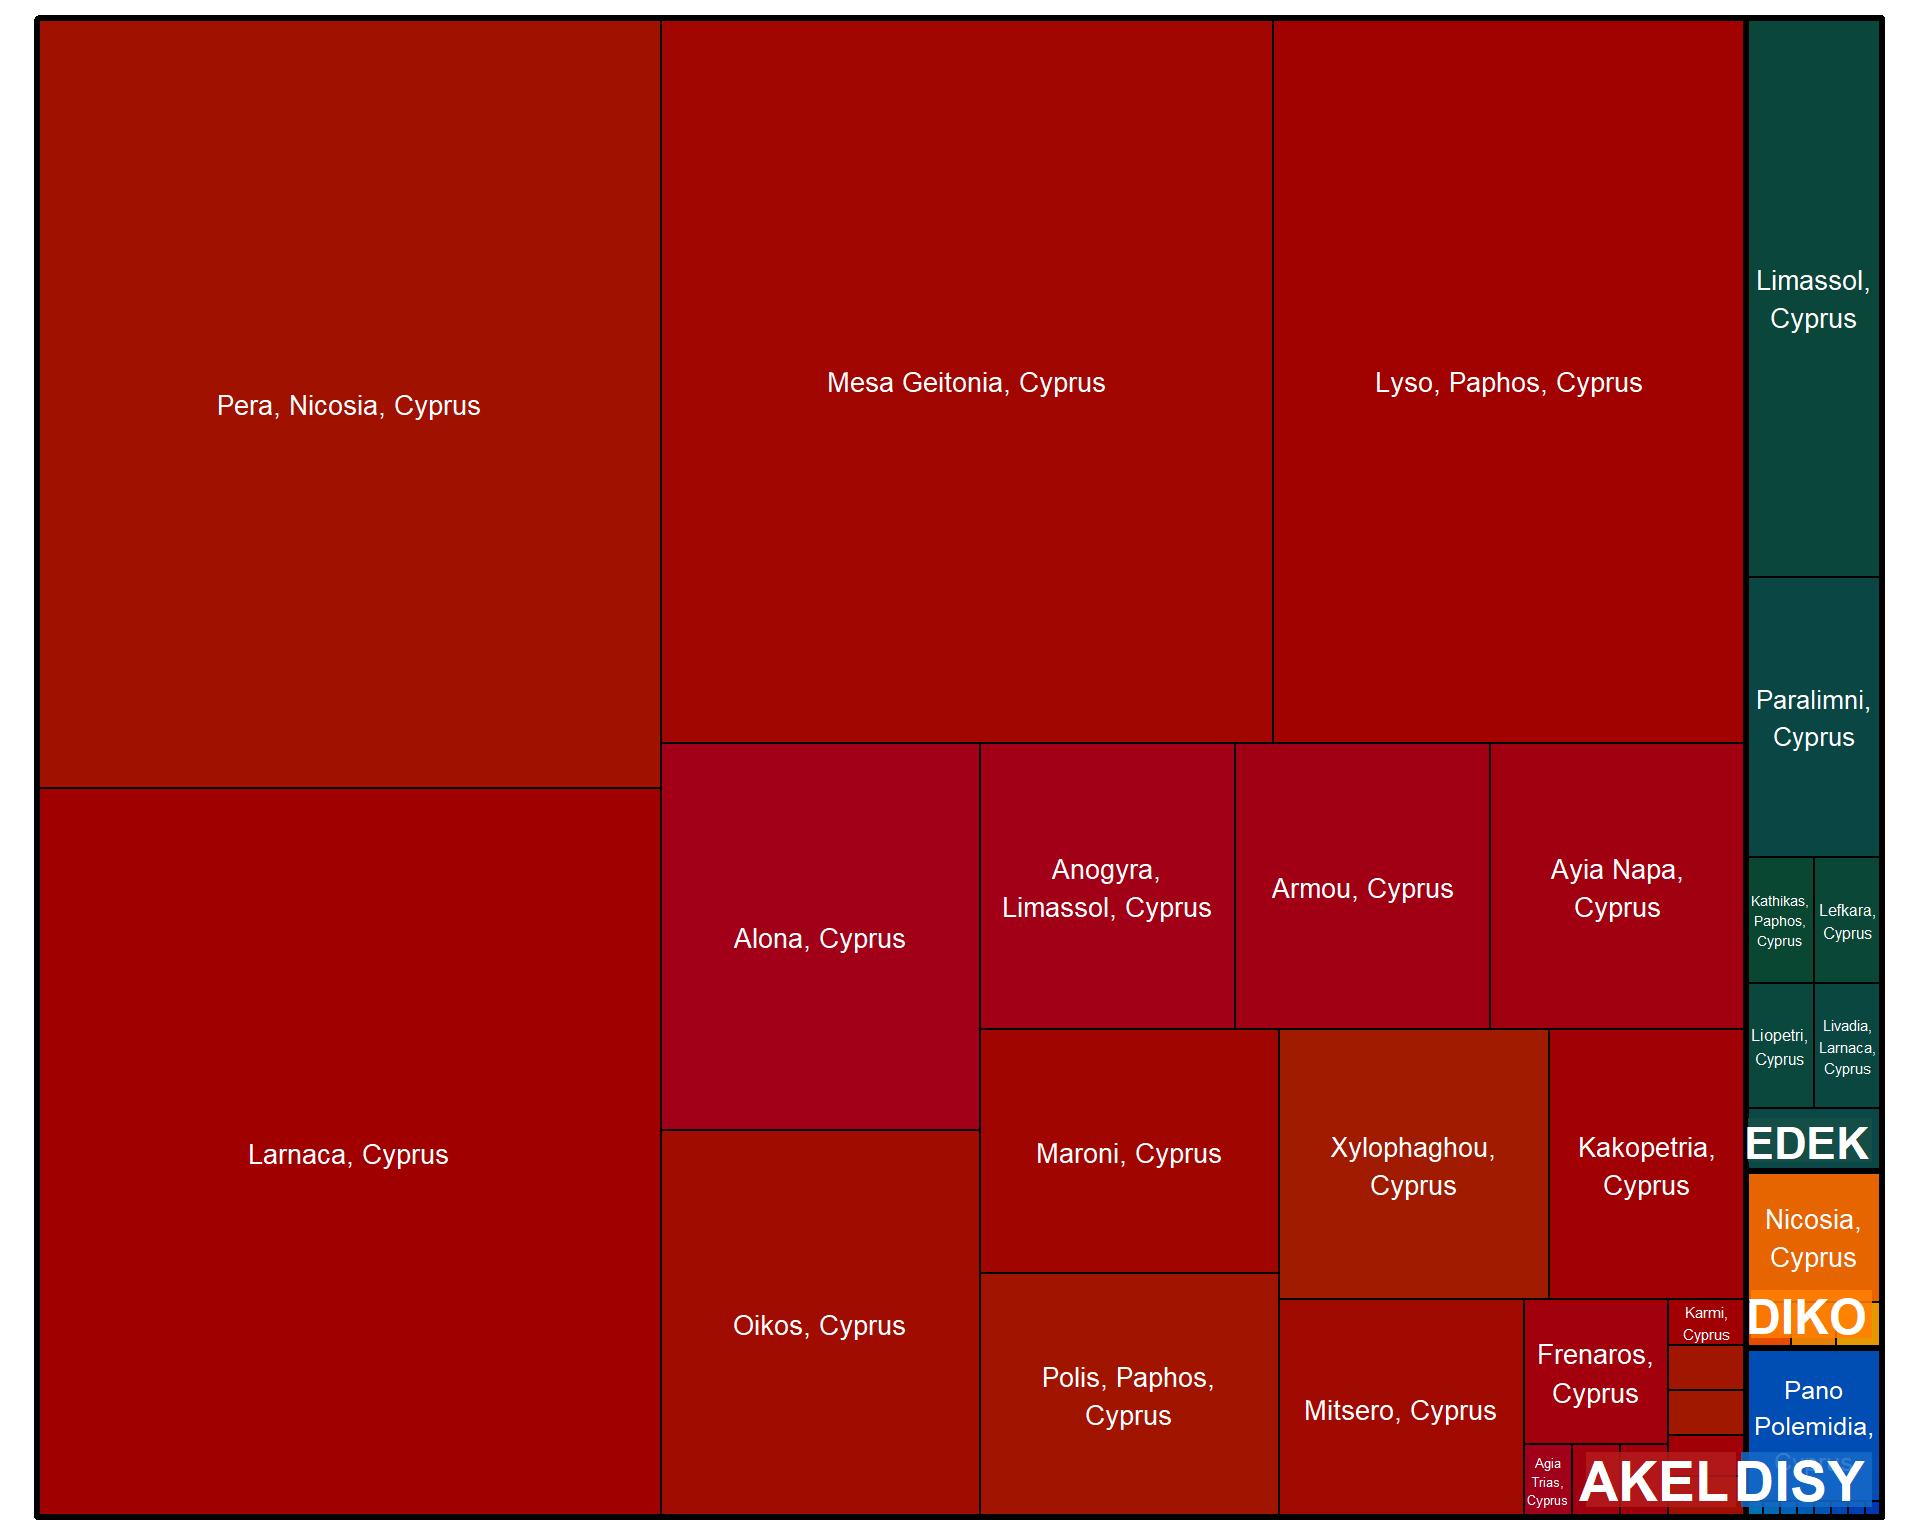 Pera, Nicosia, Cyprus
Larnaca, Cyprus
Mesa Geitonia, Cyprus
Lyso, Paphos, Cyprus
Alona, Cyprus
Oikos, Cyprus
Anogyra,
Limassol, Cyprus
Armou, Cyprus
Ayia Napa,
Cyprus
Maroni, Cyprus
Polis, Paphos,
Cyprus
Xylophaghou,
Cyprus
Kakopetria,
Cyprus
Mitsero, Cyprus
Frenaros,
Cyprus
Karmi,
Cyprus
Agia
Trias,
Cyprus
AKEL
Limassol,
Cyprus
Paralimni,
Cyprus
Kathikas,
Paphos,
Cyprus
Lefkara,
Cyprus
Liopetri,
Cyprus
Livadia,
Larnaca,
Cyprus
EDEK
Nicosia,
Cyprus
DIKO
Pano
Polemidia,
Cyprus
DISY